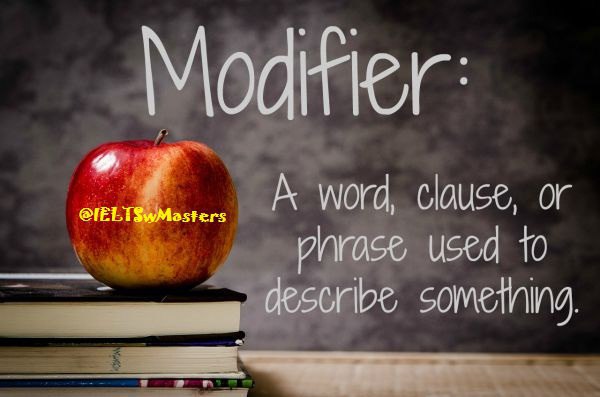 Modifier:
@IELTSwMasters
A word, clause, or
phrase used to
describe something.